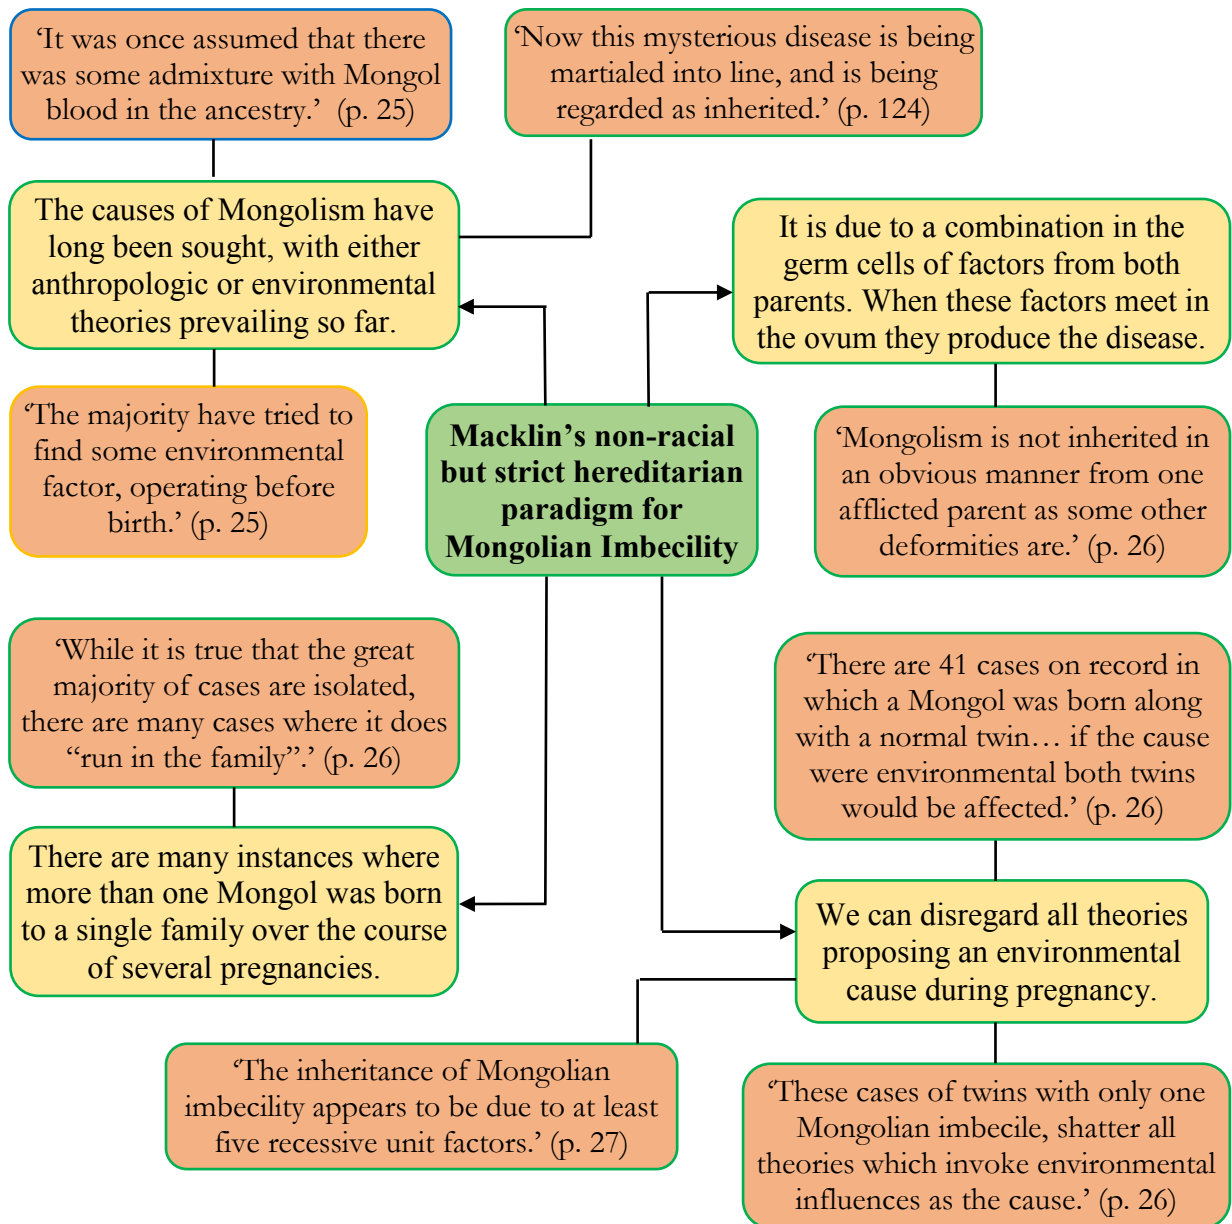 ‘It was once assumed that there
was some admixture with Mongol
blood in the ancestry.’  (p. 25)
‘Now this mysterious disease is being
martialed into line, and is being
regarded as inherited.’ (p. 124)
The causes of Mongolism have
long been sought, with either
anthropologic or environmental
theories prevailing so far.
It is due to a combination in the
germ cells of factors from both
parents. When these factors meet in
the ovum they produce the disease.
‘The majority have tried to
find some environmental
factor, operating before
birth.’ (p. 25)
Macklin’s non-racial
but strict hereditarian
paradigm for
Mongolian Imbecility
‘Mongolism is not inherited in
an obvious manner from one
afflicted parent as some other
deformities are.’ (p. 26)
‘While it is true that the great
majority of cases are isolated,
there are many cases where it does
“run in the family”.’ (p. 26)
‘There are 41 cases on record in
which a Mongol was born along
with a normal twin… if the cause
were environmental both twins
would be affected.’ (p. 26)
There are many instances where
more than one Mongol was born
to a single family over the course
of several pregnancies.
We can disregard all theories
proposing an environmental
cause during pregnancy.
‘The inheritance of Mongolian
imbecility appears to be due to at least
five recessive unit factors.’ (p. 27)
‘These cases of twins with only one
Mongolian imbecile, shatter all
theories which invoke environmental
influences as the cause.’ (p. 26)